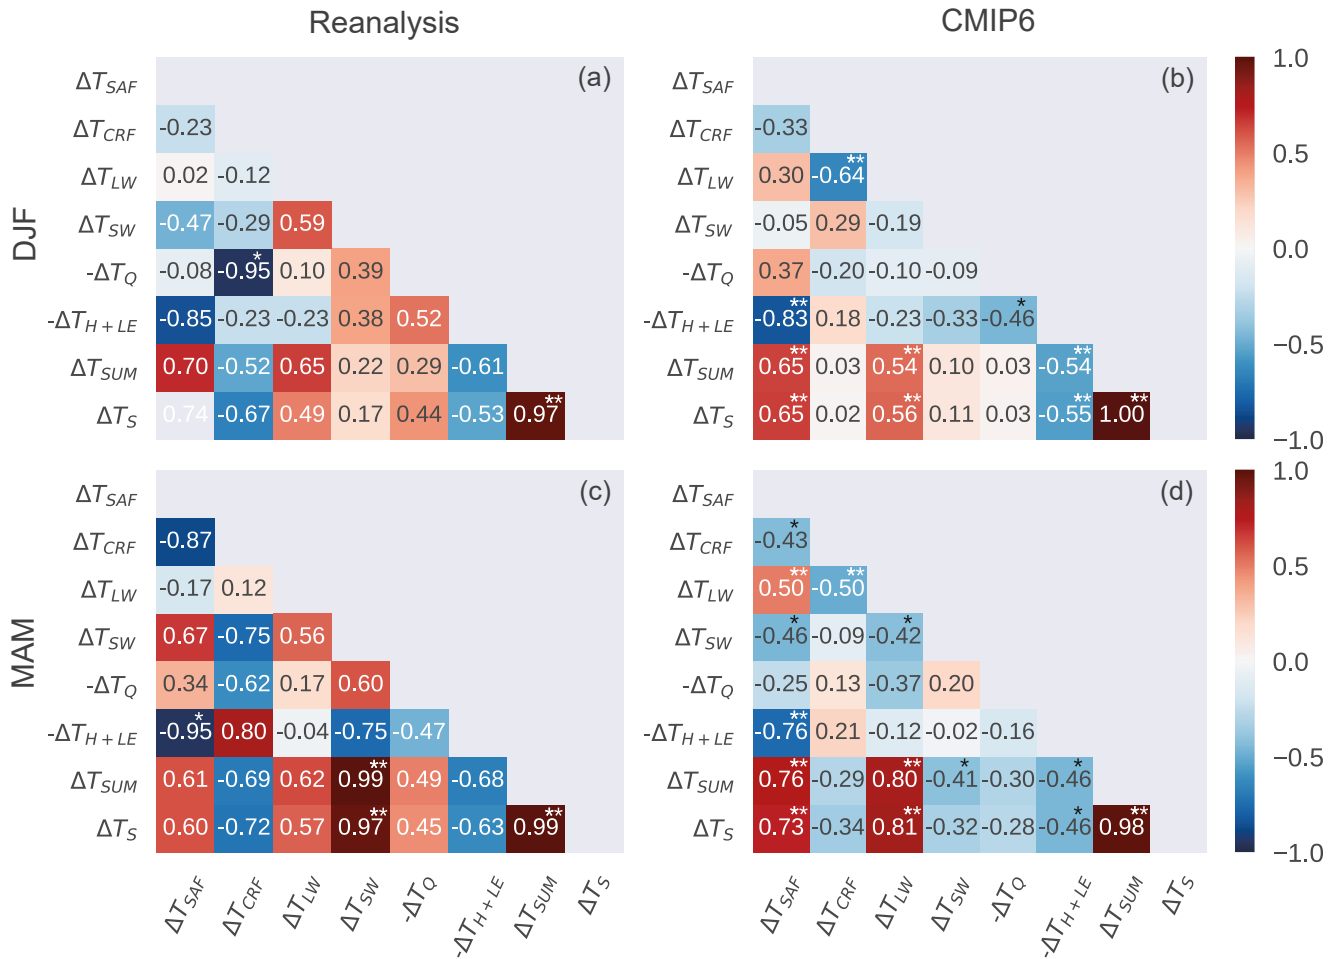 Reanalysis CMIP6
DJF
(a)
ΔT_SAF
ΔT_CRF -0.23
ΔT_LW 0.02 -0.12
ΔT_SW -0.47 -0.29 0.59
-ΔT_Q -0.08 -0.95* 0.10 0.39
-ΔT_H+LE -0.85 -0.23 -0.23 0.38 0.52
ΔT_SUM 0.70 -0.52 0.65 0.22 0.29 -0.61
ΔT_S 0.74 -0.67 0.49 0.17 0.44 -0.53 0.97**
(b)
ΔT_SAF
ΔT_CRF -0.33
ΔT_LW 0.30 -0.64**
ΔT_SW -0.05 0.29 -0.19
-ΔT_Q 0.37 -0.20 -0.10 -0.09
-ΔT_H+LE -0.83** 0.18 -0.23 -0.33 -0.46*
ΔT_SUM 0.65** 0.03 0.54** 0.10 0.03 -0.54**
ΔT_S 0.65** 0.02 0.56** 0.11 0.03 -0.55** 1.00**
1.0
0.5
0.0
−0.5
−1.0
MAM
(c)
ΔT_SAF
ΔT_CRF -0.87
ΔT_LW -0.17 0.12
ΔT_SW 0.67 -0.75 0.56
-ΔT_Q 0.34 -0.62 0.17 0.60
-ΔT_H+LE -0.95* 0.80 -0.04 -0.75 -0.47
ΔT_SUM 0.61 -0.69 0.62 0.99** 0.49 -0.68
ΔT_S 0.60 -0.72 0.57 0.97** 0.45 -0.63 0.99**
ΔT_SAF ΔT_CRF ΔT_LW ΔT_SW -ΔT_Q -ΔT_H+LE ΔT_SUM ΔT_S
(d)
ΔT_SAF
ΔT_CRF -0.43*
ΔT_LW 0.50** -0.50**
ΔT_SW -0.46* -0.09 -0.42*
-ΔT_Q -0.25 0.13 -0.37 0.20
-ΔT_H+LE -0.76** 0.21 -0.12 -0.02 -0.16
ΔT_SUM 0.76** -0.29 0.80** -0.41* -0.30 -0.46*
ΔT_S 0.73** -0.34 0.81** -0.32 -0.28 -0.46* 0.98**
ΔT_SAF ΔT_CRF ΔT_LW ΔT_SW -ΔT_Q -ΔT_H+LE ΔT_SUM ΔT_S
1.0
0.5
0.0
−0.5
−1.0